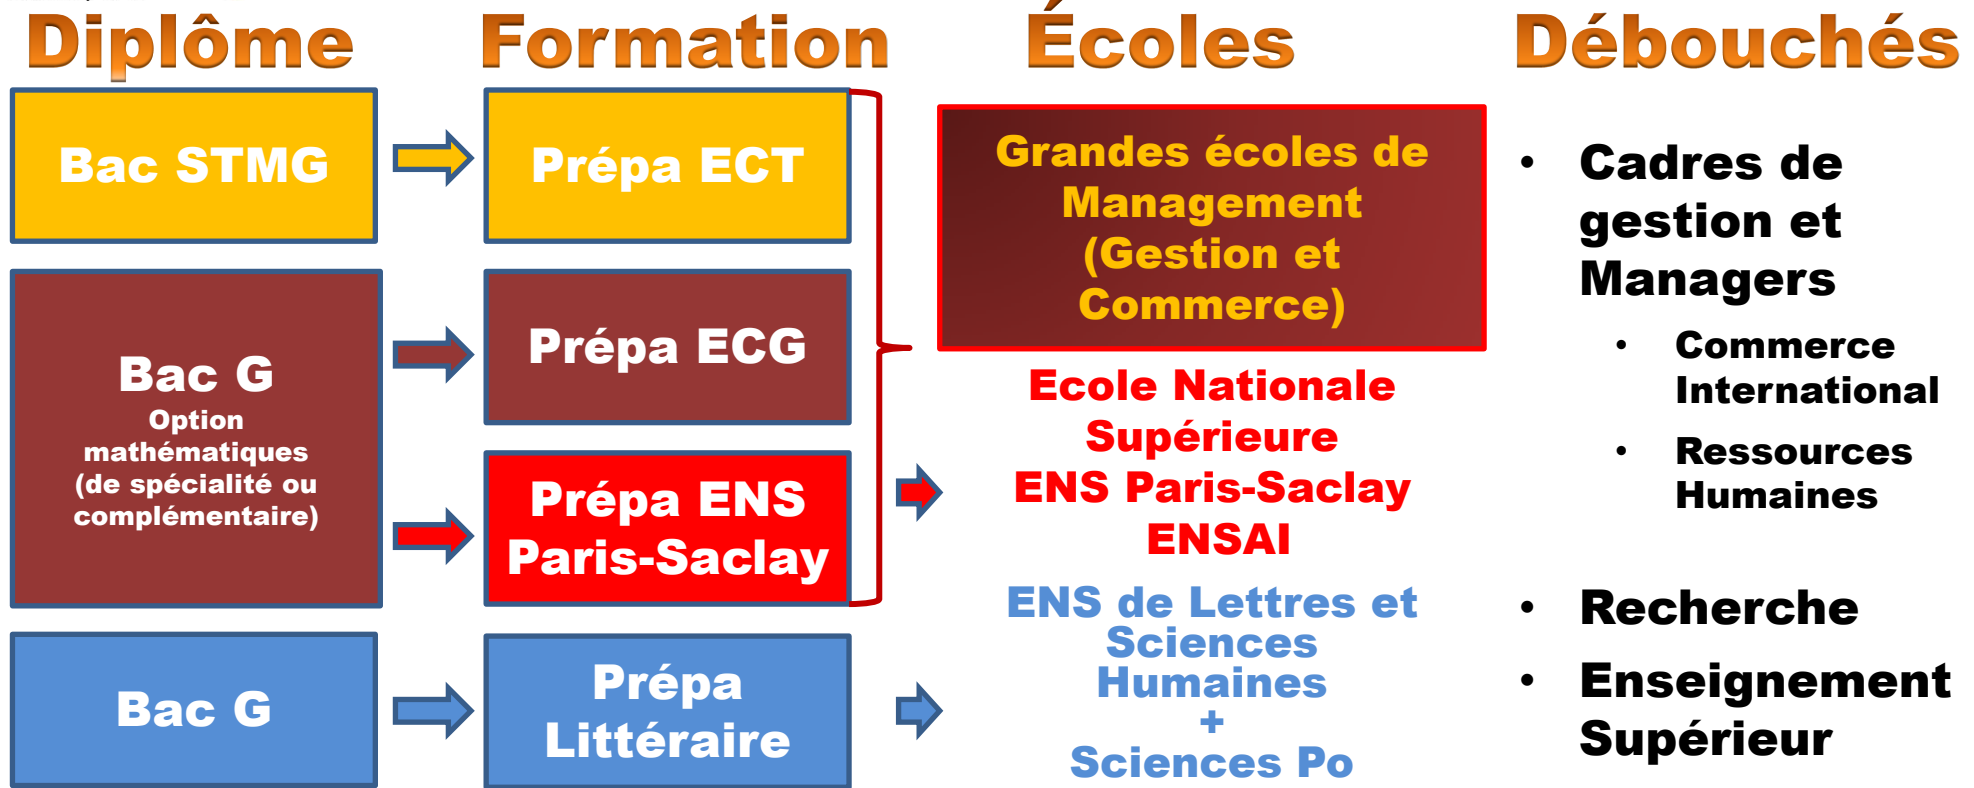 Diplôme
Formation
Écoles
Débouchés
Bac STMG
Prépa ECT
Bac G
Option
mathématiques
(de spécialité ou
complémentaire)
Prépa ECG
Prépa ENS
Paris-Saclay
Bac G
Prépa
Littéraire
Grandes écoles de
Management
(Gestion et
Commerce)
Ecole Nationale
Supérieure
ENS Paris-Saclay
ENSAI
ENS de Lettres et
Sciences
Humaines
+
Sciences Po
• Cadres de
gestion et
Managers
• Commerce
International
• Ressources
Humaines
• Recherche
• Enseignement
Supérieur